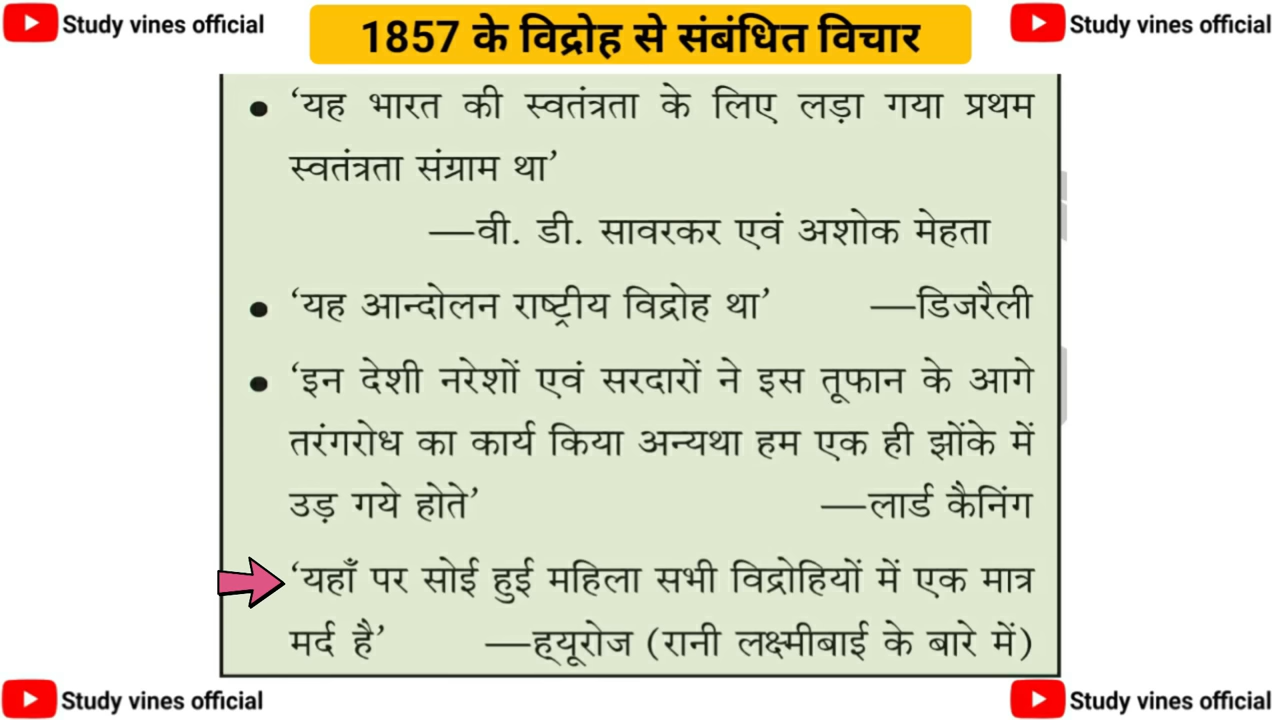 Study vines official
1857 के विद्रोह से संबंधित विचार
Study vines official
• ‘यह भारत की स्वतंत्रता के लिए लड़ा गया प्रथम
स्वतंत्रता संग्राम था’
—वी. डी. सावरकर एवं अशोक मेहता
• ‘यह आन्दोलन राष्ट्रीय विद्रोह था’ —डिजरैली
• ‘इन देशी नरेशों एवं सरदारों ने इस तूफान के आगे
तरंगरोध का कार्य किया अन्यथा हम एक ही झोंके में
उड़ गये होते’ —लार्ड कैनिंग
‘यहाँ पर सोई हुई महिला सभी विद्रोहियों में एक मात्र
मर्द है’ —ह्यूरोज (रानी लक्ष्मीबाई के बारे में)
Study vines official
Study vines official